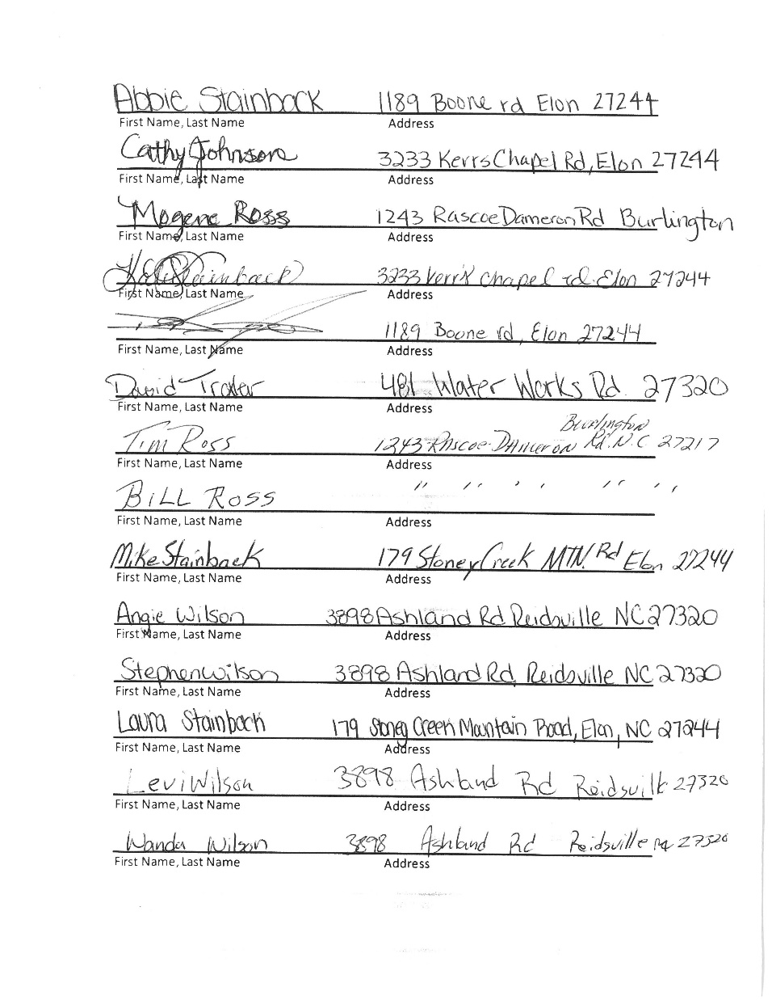 Abbie Stainback 1189 Boone rd Elon 27244
First Name, Last Name Address
Cathy Johnson 3233 Kerrs Chapel Rd, Elon 27244
First Name, Last Name Address
Mogene Ross 1243 Rascoe Dameron Rd Burlington
First Name, Last Name Address
Stainback 3233 Kerr's chapel rd. Elon 27244
First Name, Last Name Address
1189 Boone rd, Elon 27244
First Name, Last Name Address
David Troxler 481 Water Works Rd. 27320
First Name, Last Name Address
Burlington
Tim Ross 1243 Rascoe Dameron Rd. N.C 27217
First Name, Last Name Address
BiLL Ross " " " " " "
First Name, Last Name Address
Mike Stainback 179 Stoney Creek MTN. Rd Elon 27244
First Name, Last Name Address
Angie Wilson 3898 Ashland Rd Reidsville NC 27320
First Name, Last Name Address
Stephen Wilson 3898 Ashland Rd. Reidsville NC 27320
First Name, Last Name Address
Laura Stainback 179 Stoney Creek Mountain Road, Elon, NC 27244
First Name, Last Name Address
Levi Wilson 3898 Ashland Rd Reidsville 27320
First Name, Last Name Address
Wanda Wilson 3898 Ashland Rd Reidsville 27320
First Name, Last Name Address